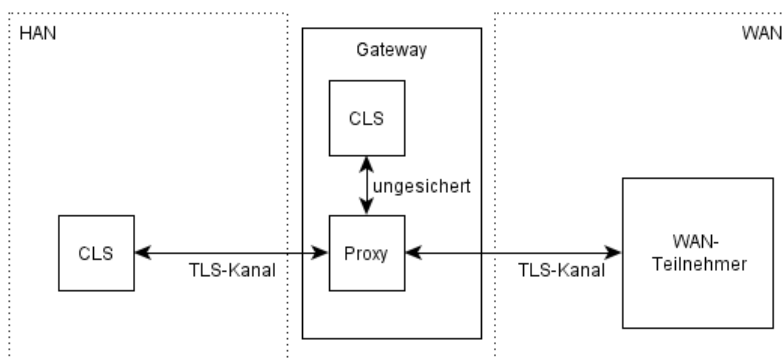 HAN
Gateway
WAN
CLS
ungesichert
CLS
TLS-Kanal
Proxy
TLS-Kanal
WAN-
Teilnehmer